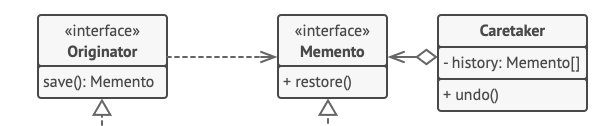 «interface»
Originator
save(): Memento
«interface»
Memento
+ restore()
Caretaker
- history: Memento[]
+ undo()